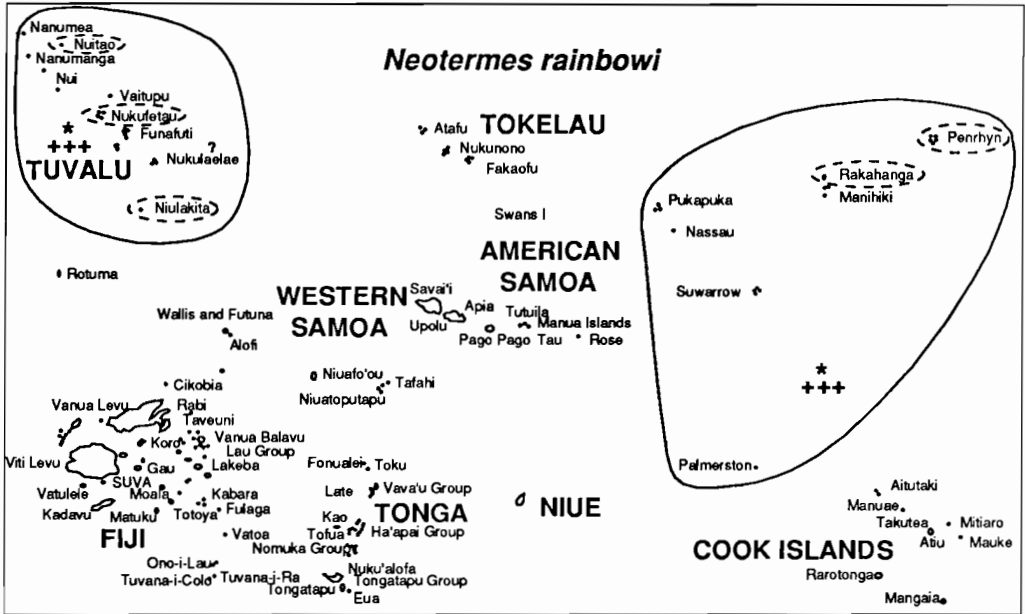 Neotermes rainbowi
Nanumea
Nuitao
Nanumanga
Nui
Vaitupu
Nukufetau
*
Funafuti
+++
?
Nukulaelae
TUVALU
Niulakita
Atafu
TOKELAU
Nukunono
Fakaofu
Swans I
Penrhyn
Rakahanga
Manihiki
Pukapuka
Nassau
Suwarrow
*
+++
Palmerston
Rotuma
AMERICAN
SAMOA
WESTERN
SAMOA
Savai'i
Apia
Upolu
Tutuila
Manua Islands
Pago Pago Tau
Rose
Wallis and Futuna
Alofi
Niuafo'ou
Tafahi
Niuatoputapu
Cikobia
Vanua Levu
Rabi
Taveuni
Koro
Vanua Balavu
Lau Group
Viti Levu
Gau
Lakeba
SUVA
Vatulele
Moala
Kabara
Kadavu
Matuku
Totoya
Fulaga
FIJI
Vatoa
Ono-i-Lau
Tuvana-i-Colo
Tuvana-i-Ra
Fonualei
Toku
Late
Vava'u Group
TONGA
Kao
Tofua
Ha'apai Group
Nomuka Group
Nuku'alofa
Tongatapu Group
Tongatapu
Eua
NIUE
Aitutaki
Manuae
Takutea
Mitiaro
Atiu
Mauke
COOK ISLANDS
Rarotonga
Mangaia